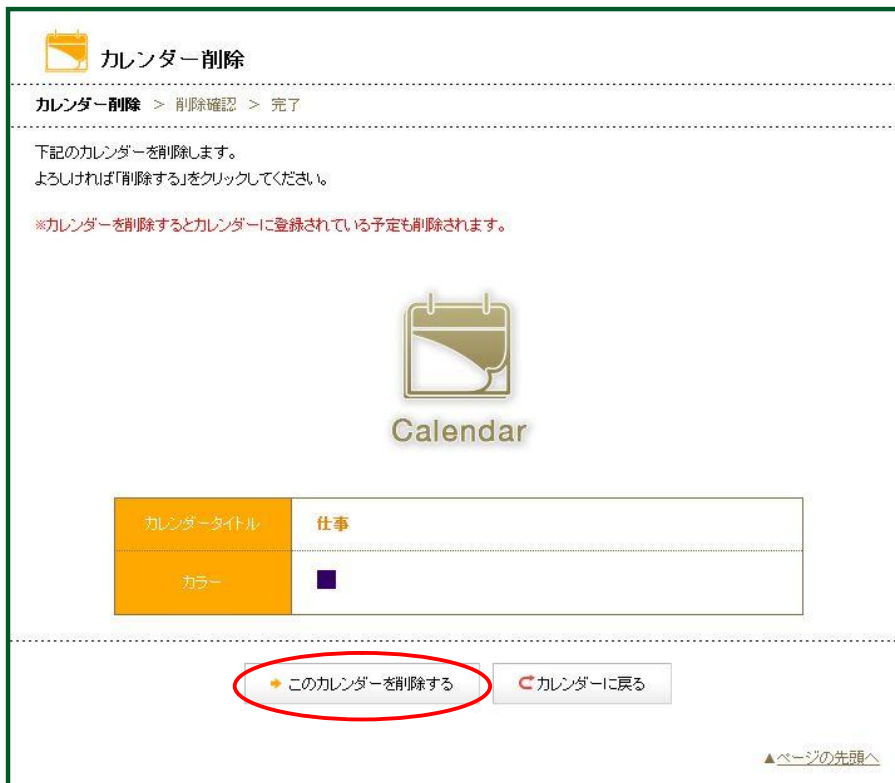 カレンダー削除
カレンダー削除 > 削除確認 > 完了
下記のカレンダーを削除します。
よろしければ「削除する」をクリックしてください。
※カレンダーを削除するとカレンダーに登録されている予定も削除されます。
Calendar
カレンダータイトル 仕事
カラー
このカレンダーを削除する カレンダーに戻る
▲ページの先頭へ